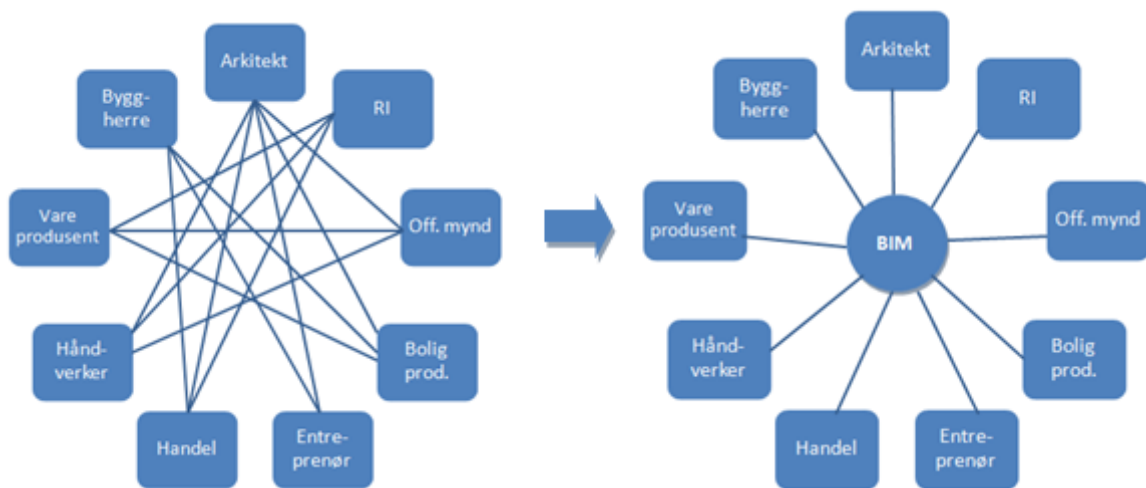 Arkitekt
Bygg-
herre
RI
Vare
produsent
Off. mynd
Hånd-
verker
Bolig
prod.
Handel
Entre-
prenør
Arkitekt
Bygg-
herre
RI
Vare
produsent
BIM
Off. mynd
Hånd-
verker
Bolig
prod.
Handel
Entre-
prenør